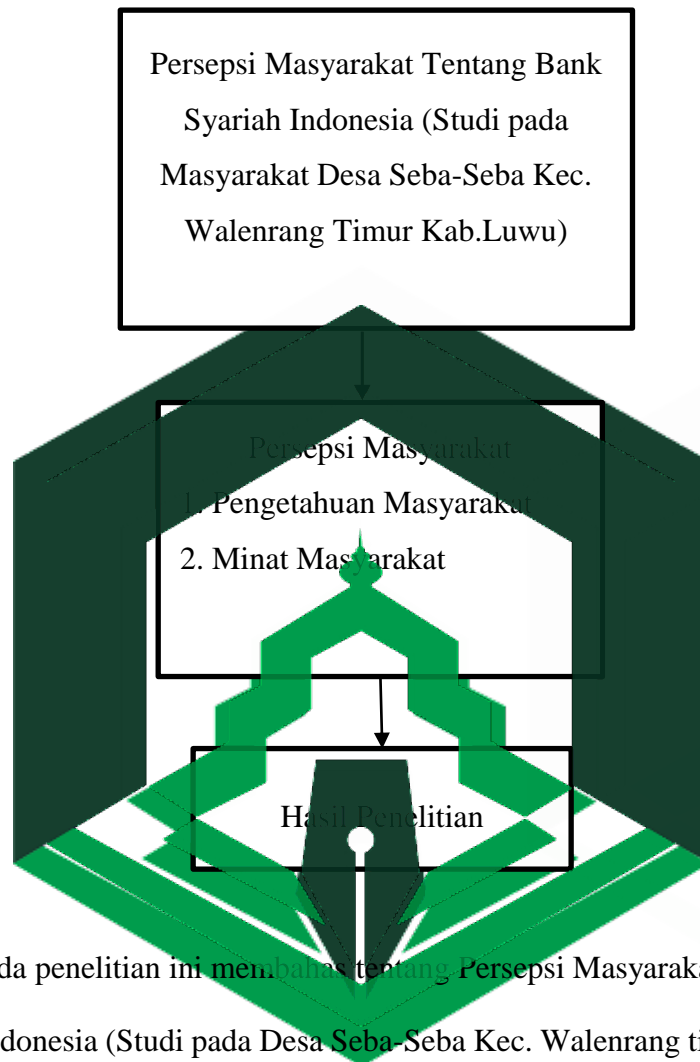 Persepsi Masyarakat Tentang Bank
Syariah Indonesia (Studi pada
Masyarakat Desa Seba-Seba Kec.
Walenrang Timur Kab.Luwu)
Persepsi Masyarakat
1. Pengetahuan Masyarakat
2. Minat Masyarakat
Hasil Penelitian
da penelitian ini membahas tentang Persepsi Masyaraka
donesia (Studi pada Desa Seba-Seba Kec. Walenrang ti